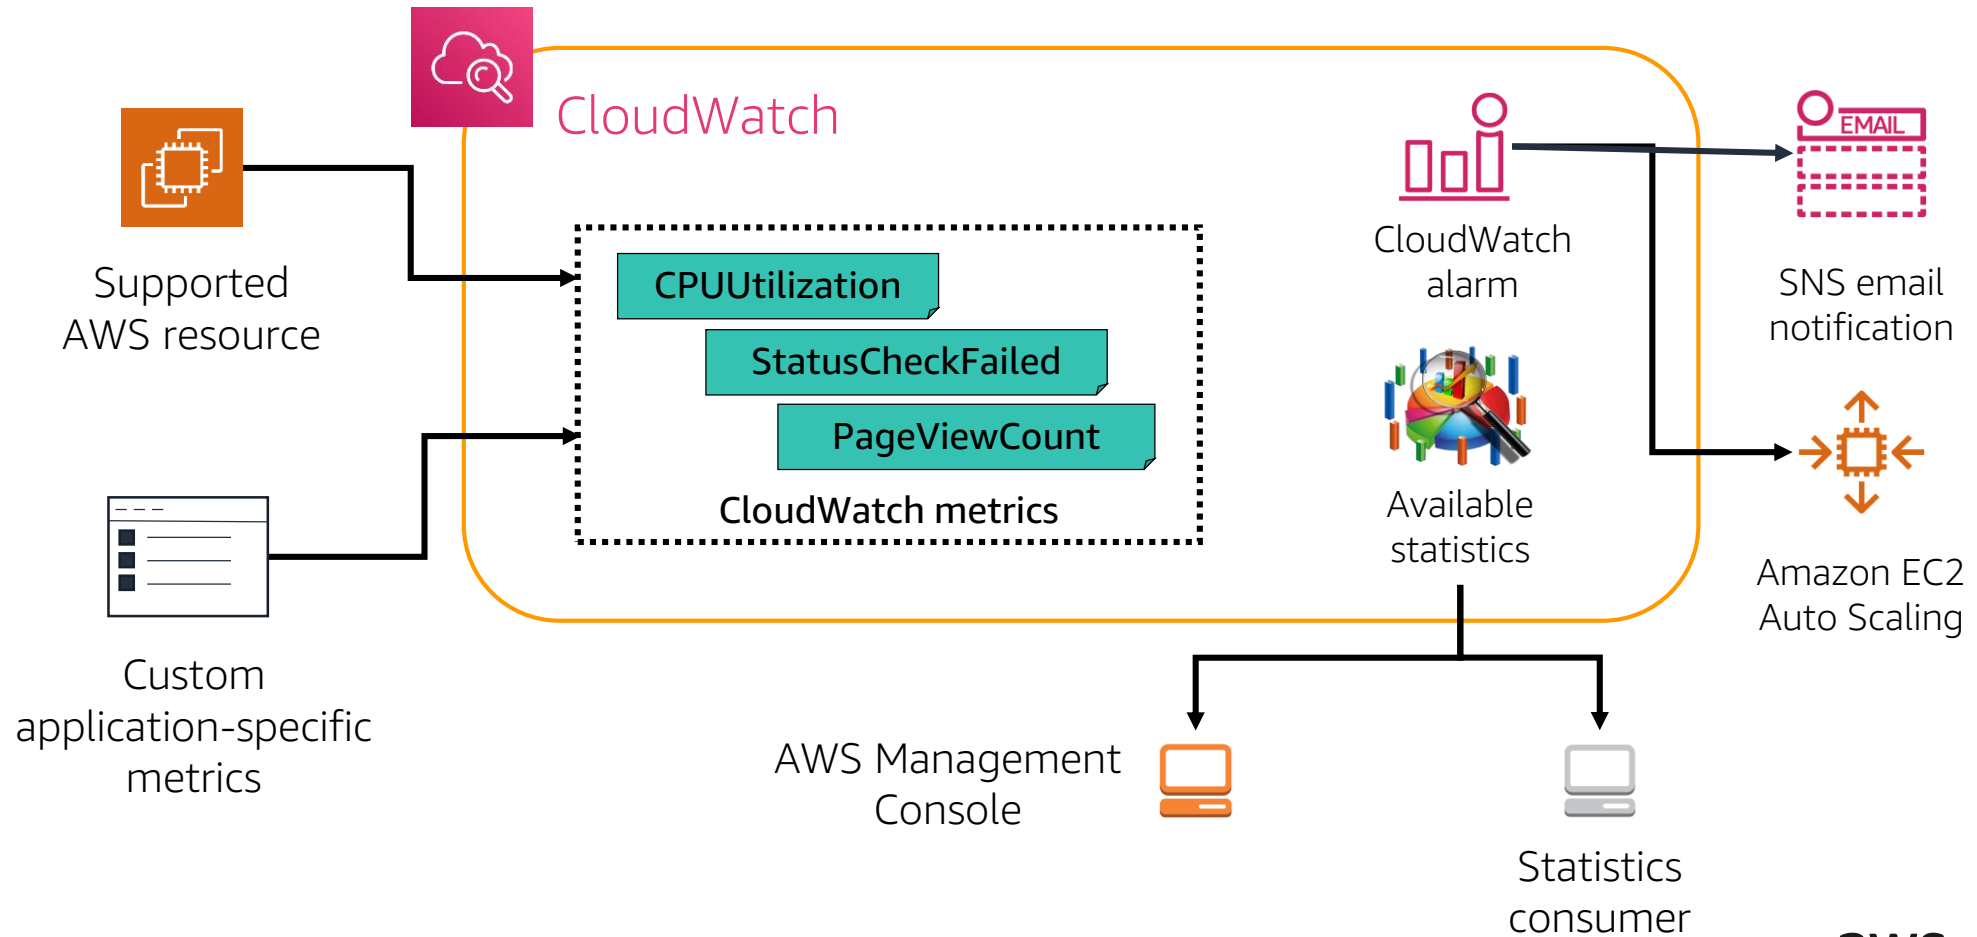 CloudWatch
EMAIL
Supported
AWS resource
CPUUtilization
StatusCheckFailed
PageViewCount
CloudWatch metrics
CloudWatch
alarm
SNS email
notification
Available
statistics
Amazon EC2
Auto Scaling
Custom
application-specific
metrics
AWS Management
Console
Statistics
consumer